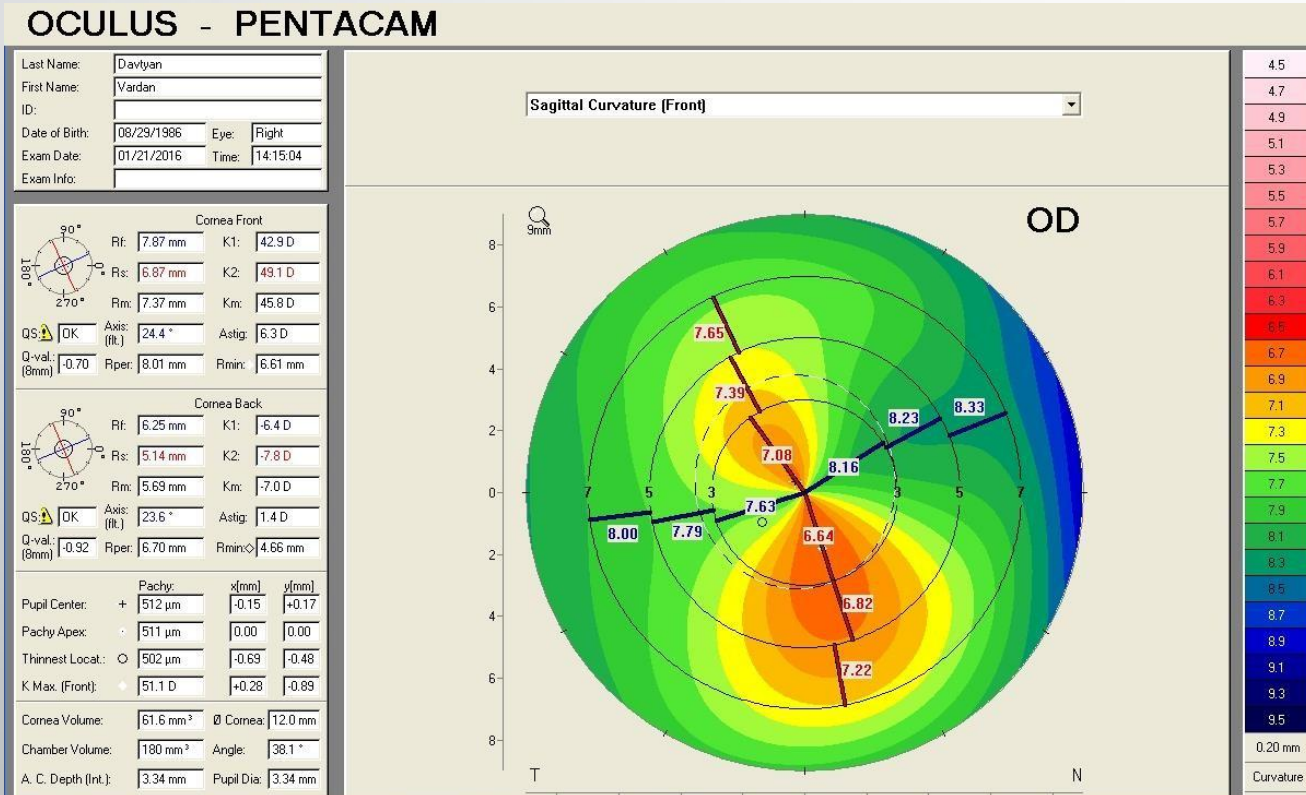 OCULUS - PENTACAM
Last Name: Davtyan
First Name: Vardan
ID:
Date of Birth: 08/29/1986 Eye: Right
Exam Date: 01/21/2016 Time: 14:15:04
Exam Info:
Cornea Front
90°
180°
0°
270°
Rf: 7.87 mm K1: 42.9 D
Rs: 6.87 mm K2: 49.1 D
Rm: 7.37 mm Km: 45.8 D
QS: OK Axis: (flt.) 24.4 ° Astig: 6.3 D
Q-val.: (8mm) -0.70 Rper: 8.01 mm Rmin: 6.61 mm
Cornea Back
90°
180°
0°
270°
Rf: 6.25 mm K1: -6.4 D
Rs: 5.14 mm K2: -7.8 D
Rm: 5.69 mm Km: -7.0 D
QS: OK Axis: (flt.) 23.6 ° Astig: 1.4 D
Q-val.: (8mm) -0.92 Rper: 6.70 mm Rmin: 4.66 mm
Pachy: x[mm] y[mm]
Pupil Center: + 512 µm -0.15 +0.17
Pachy Apex: 511 µm 0.00 0.00
Thinnest Locat.: O 502 µm -0.69 -0.48
K Max. (Front): 51.1 D +0.28 -0.89
Cornea Volume: 61.6 mm³ Ø Cornea: 12.0 mm
Chamber Volume: 180 mm³ Angle: 38.1 °
A. C. Depth (Int.): 3.34 mm Pupil Dia: 3.34 mm
Sagittal Curvature (Front)
9mm
OD
8
6
4
2
0
2
4
6
8
7.65
7.39
7.08
8.23
8.33
8.16
7 5 3 3 5 7
7.63
7.79
8.00
6.64
6.82
7.22
T N
4.5
4.7
4.9
5.1
5.3
5.5
5.7
5.9
6.1
6.3
6.5
6.7
6.9
7.1
7.3
7.5
7.7
7.9
8.1
8.3
8.5
8.7
8.9
9.1
9.3
9.5
0.20 mm
Curvature